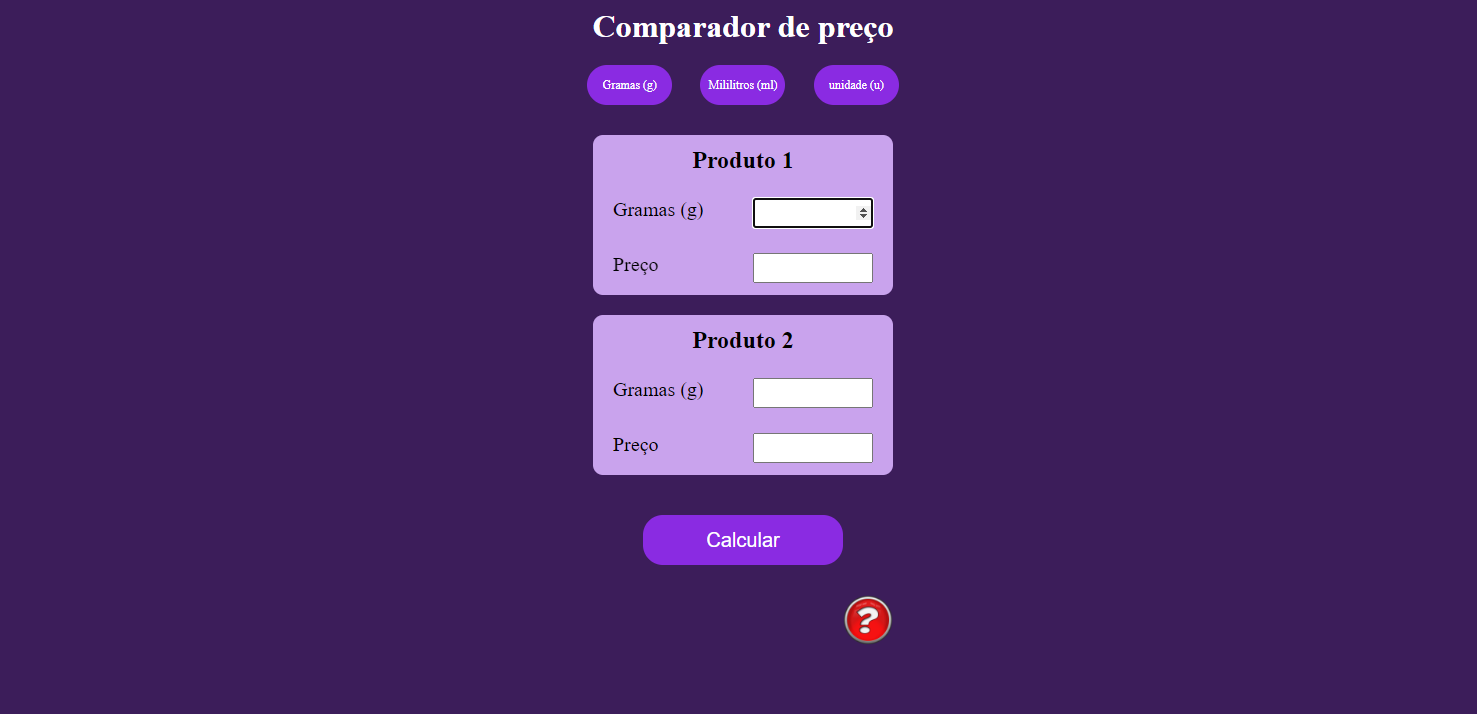 Comparador de preço
Gramas (g) Mililitros (ml) unidade (u)
Produto 1
Gramas (g)
Preço
Produto 2
Gramas (g)
Preço
Calcular
?